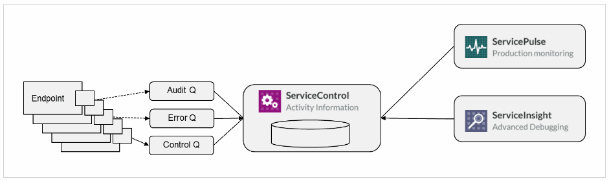 Endpoint
Audit Q
Error Q
Control Q
ServiceControl
Activity Information
ServicePulse
Production monitoring
ServiceInsight
Advanced Debugging